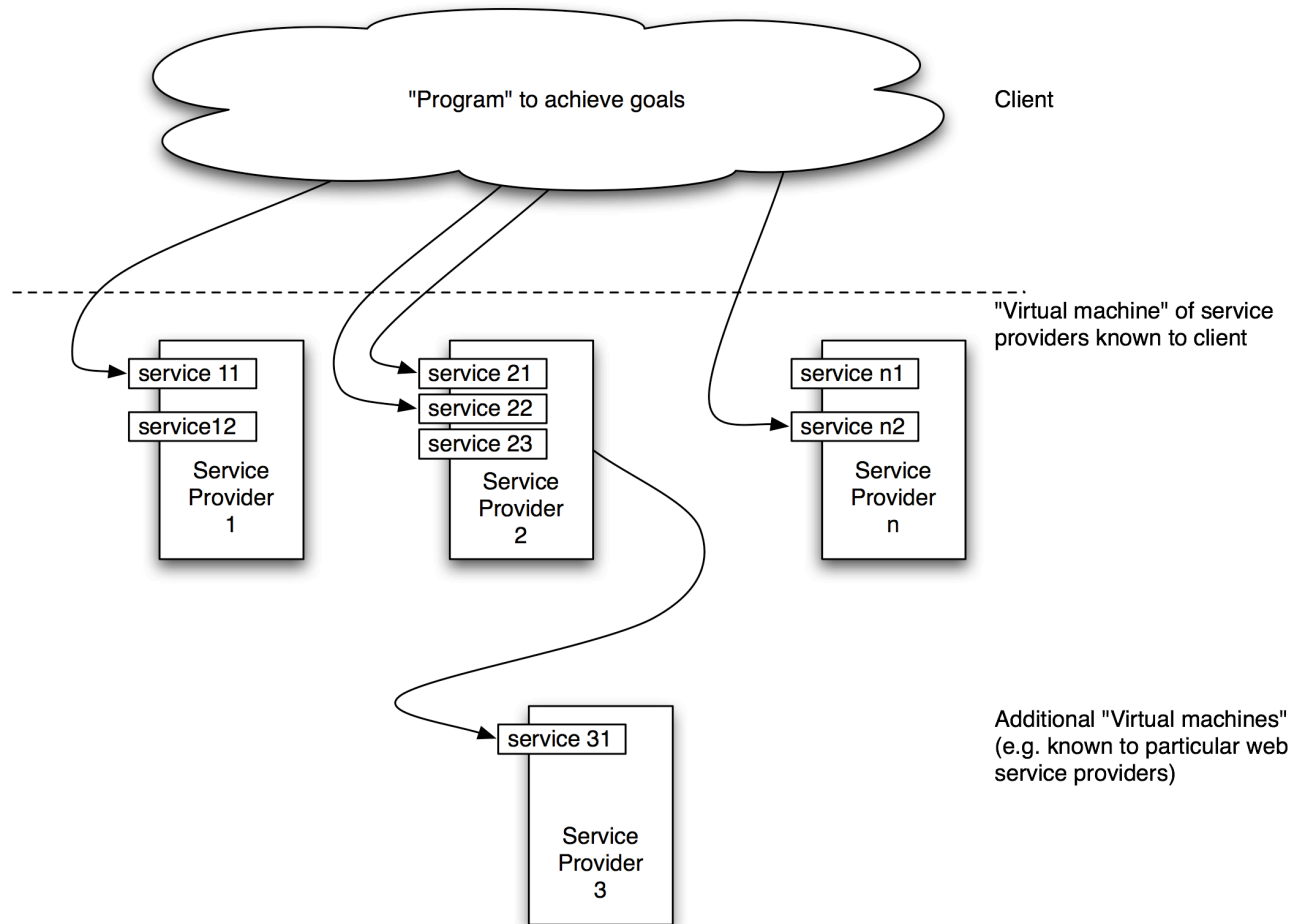 "Program" to achieve goals
Client
"Virtual machine" of service
providers known to client
service 11
service12
Service
Provider
1
service 21
service 22
service 23
Service
Provider
2
service n1
service n2
Service
Provider
n
Additional "Virtual machines"
(e.g. known to particular web
service providers)
service 31
Service
Provider
3